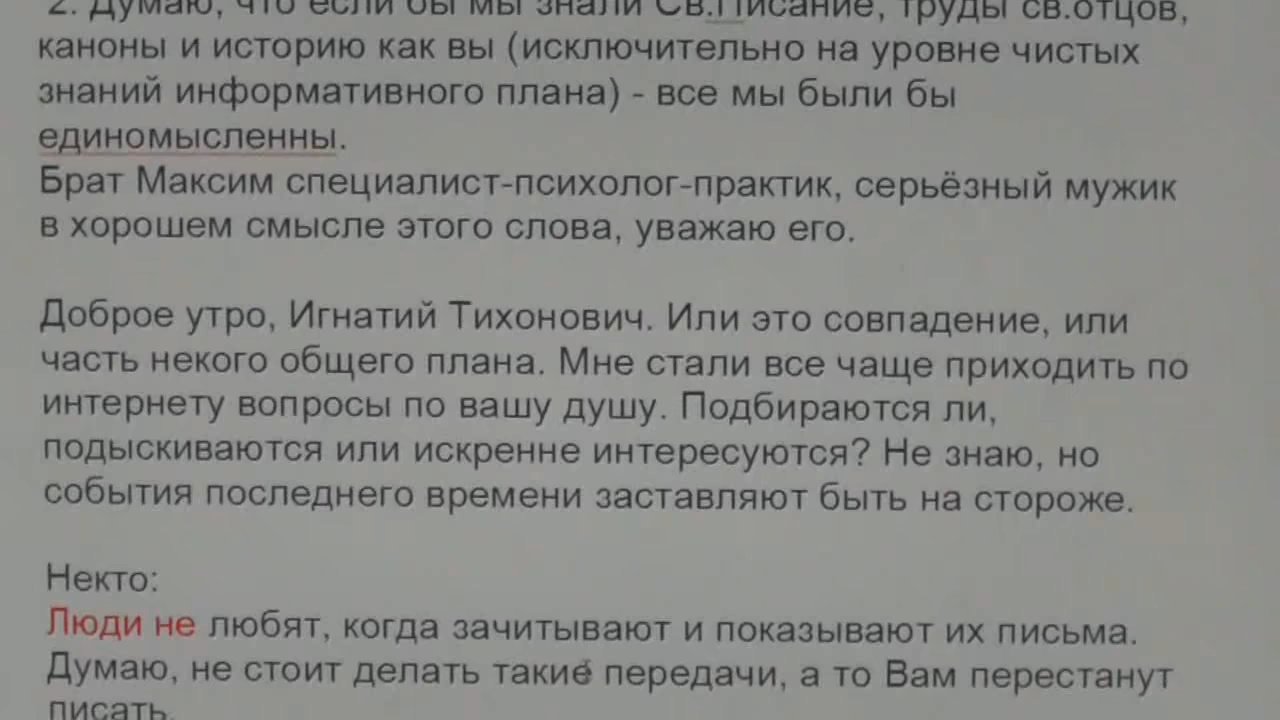 2. Думаю, что если бы мы знали Св.Писание, труды св.отцов,
каноны и историю как вы (исключительно на уровне чистых
знаний информативного плана) - все мы были бы
единомысленны.
Брат Максим специалист-психолог-практик, серьёзный мужик
в хорошем смысле этого слова, уважаю его.
Доброе утро, Игнатий Тихонович. Или это совпадение, или
часть некого общего плана. Мне стали все чаще приходить по
интернету вопросы по вашу душу. Подбираются ли,
подыскиваются или искренне интересуются? Не знаю, но
события последнего времени заставляют быть на стороже.
Некто:
Люди не любят, когда зачитывают и показывают их письма.
Думаю, не стоит делать такие передачи, а то Вам перестанут
писать.